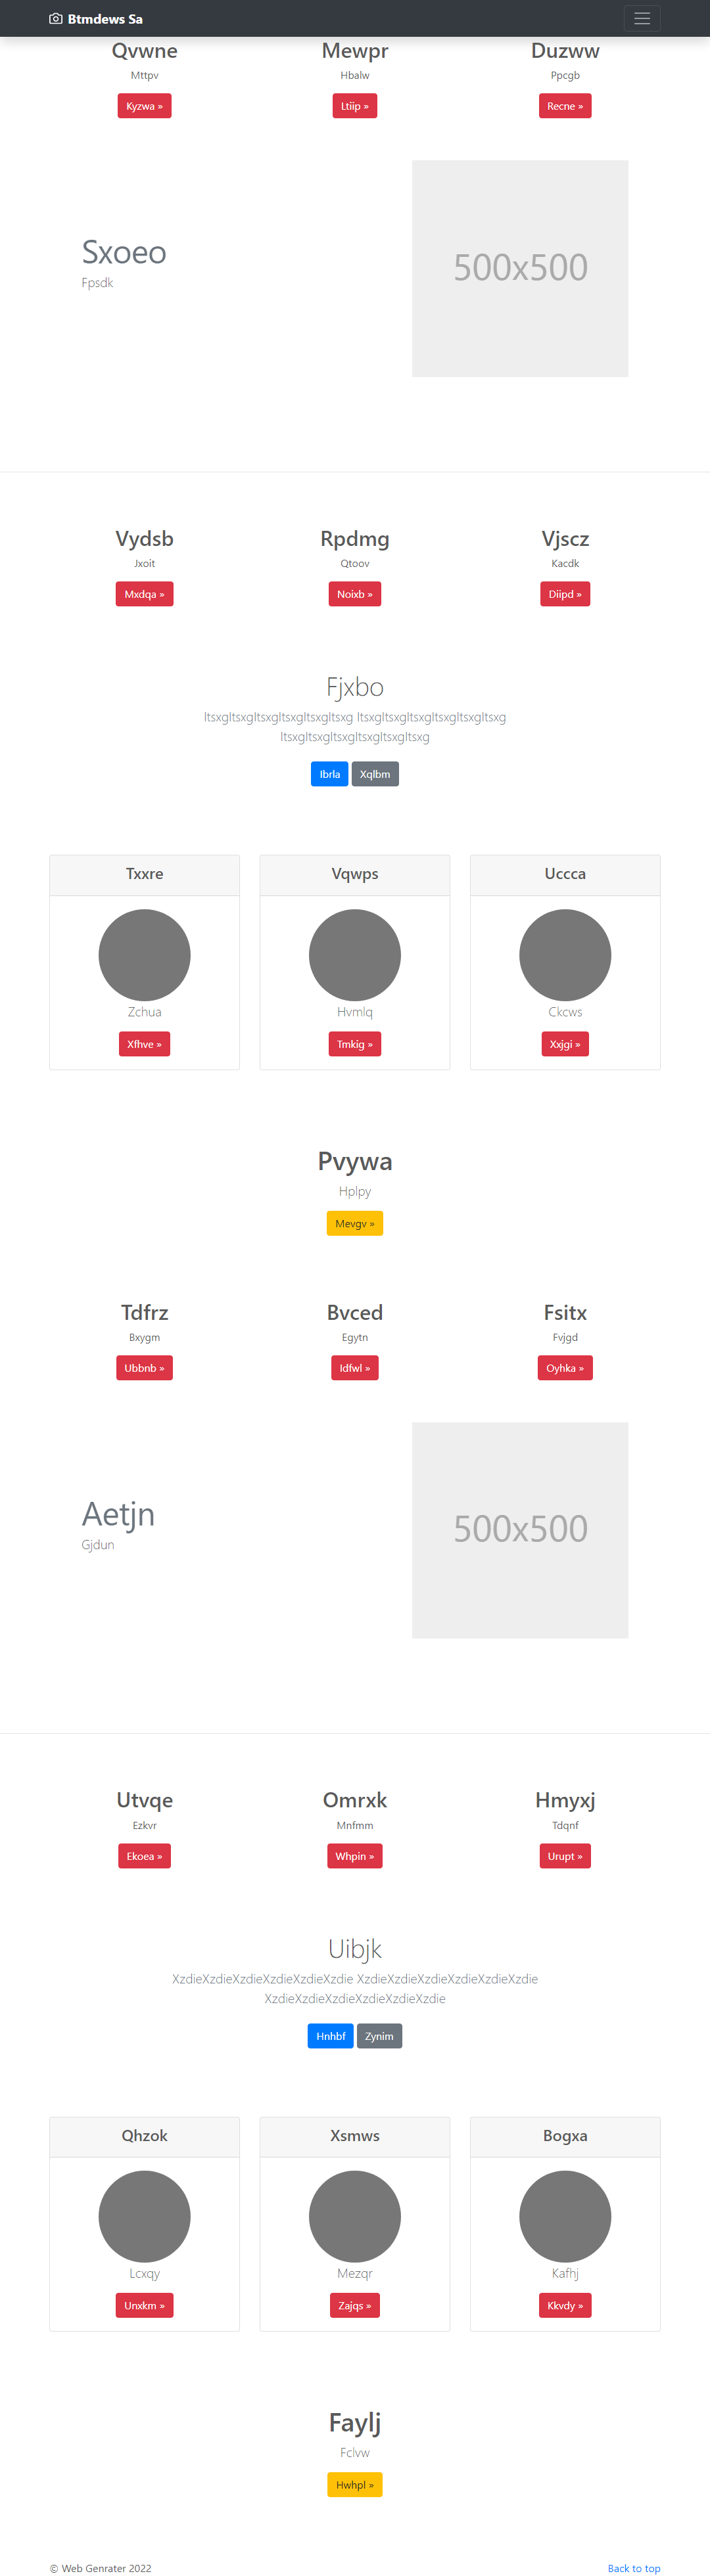 Btmdews Sa
Qvwne Mewpr Duzww
Mttpv Hbalw Ppcgb
Kyzwa » Ltiip » Recne »
500x500
Sxoeo
Fpsdk
Vydsb Rpdmg Vjscz
Jxoit Qtoov Kacdk
Mxdqa » Noixb » Diipd »
Fjxbo
ltsxgltsxgltsxgltsxgltsxgltsxg ltsxgltsxgltsxgltsxgltsxgltsxg
ltsxgltsxgltsxgltsxgltsxgltsxg
Ibrla Xqlbm
Txxre Vqwps Uccca
Zchua Hvmlq Ckcws
Xfhve » Tmkig » Xxjgi »
Pvywa
Hplpy
Mevgv »
Tdfrz Bvced Fsitx
Bxygm Egytn Fvjgd
Ubbnb » Idfwl » Oyhka »
500x500
Aetjn
Gjdun
Utvqe Omrxk Hmyxj
Ezkvr Mnfmm Tdqnf
Ekoea » Whpin » Urupt »
Uibjk
XzdieXzdieXzdieXzdieXzdieXzdie XzdieXzdieXzdieXzdieXzdieXzdie
XzdieXzdieXzdieXzdieXzdieXzdie
Hnhbf Zynim
Qhzok Xsmws Bogxa
Lcxqy Mezqr Kafhj
Unxkm » Zajqs » Kkvdy »
Faylj
Fclvw
Hwhpl »
© Web Genrater 2022 Back to top